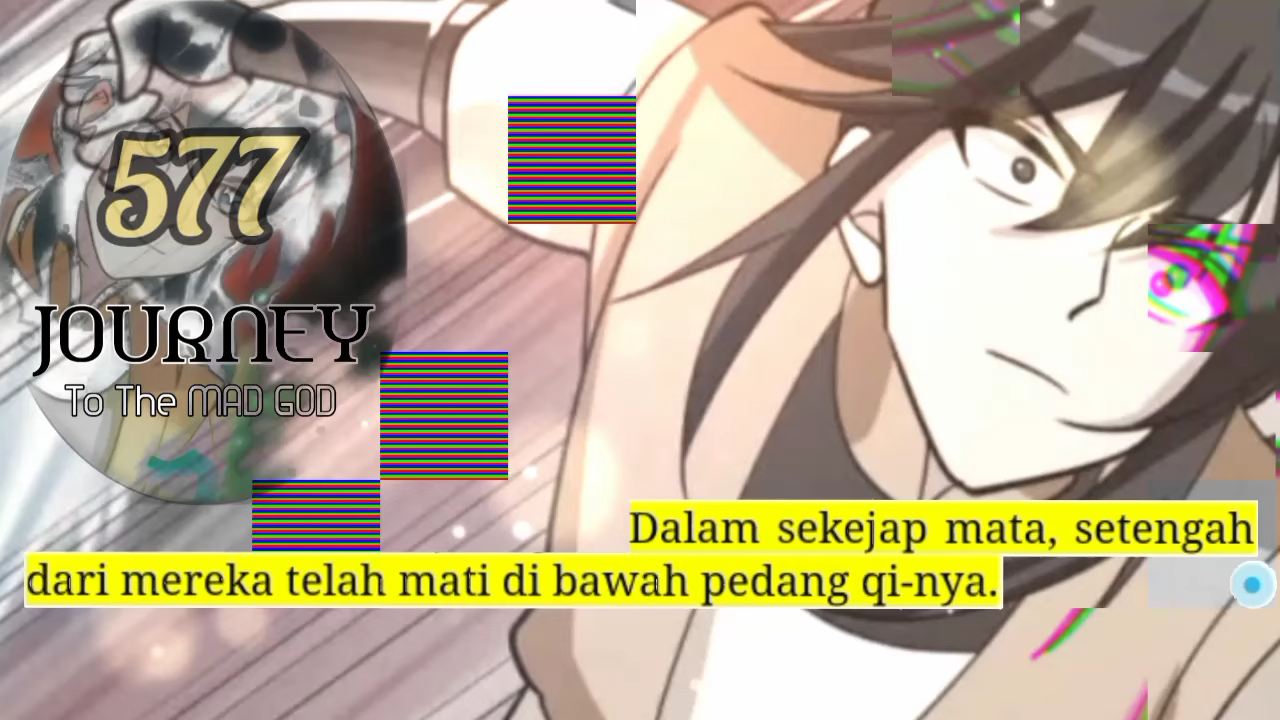 577
JOURNEY
To The MAD GOD
Dalam sekejap mata, setengah
dari mereka telah mati di bawah pedang qi-nya.